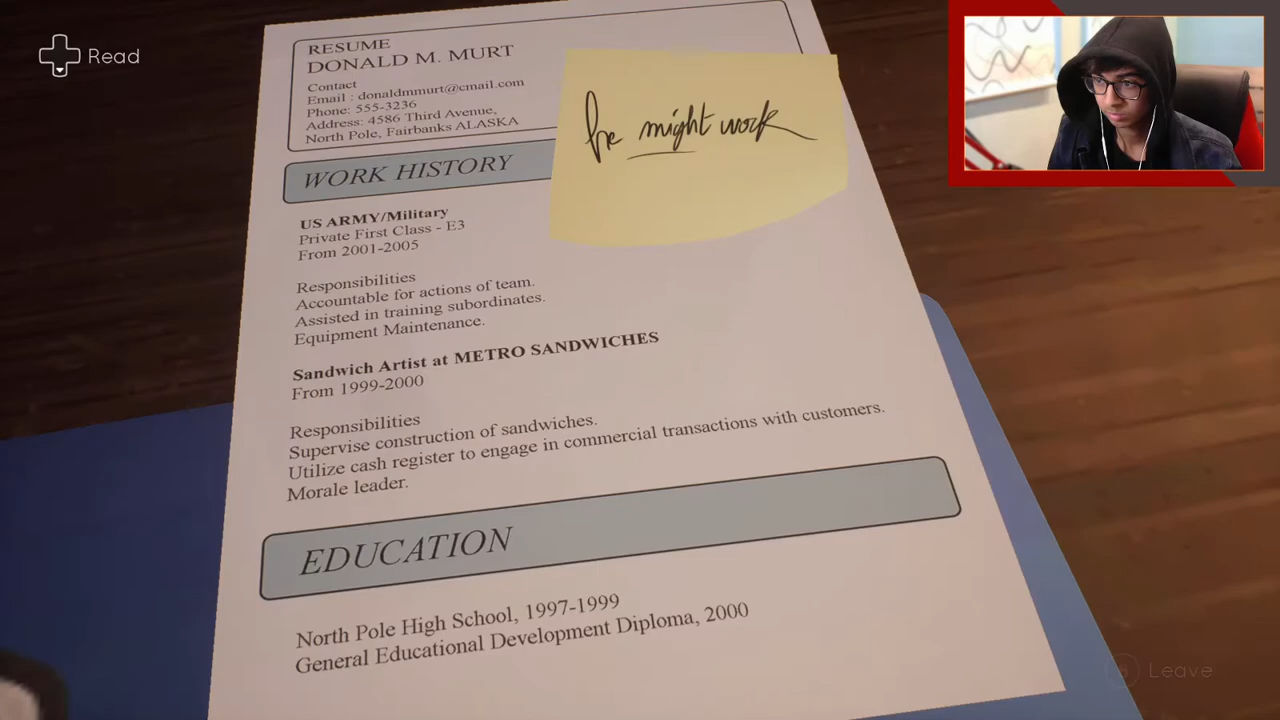 Read
RESUME
DONALD M. MURT
Contact
Email : donaldmmurt@cmail.com
Phone: 555-3236
Address: 4586 Third Avenue,
North Pole, Fairbanks ALASKA
he might work
WORK HISTORY
US ARMY/Military
Private First Class - E3
From 2001-2005
Responsibilities
Accountable for actions of team.
Assisted in training subordinates.
Equipment Maintenance.
Sandwich Artist at METRO SANDWICHES
From 1999-2000
Responsibilities
Supervise construction of sandwiches.
Utilize cash register to engage in commercial transactions with customers.
Morale leader.
EDUCATION
North Pole High School, 1997-1999
General Educational Development Diploma, 2000
Leave